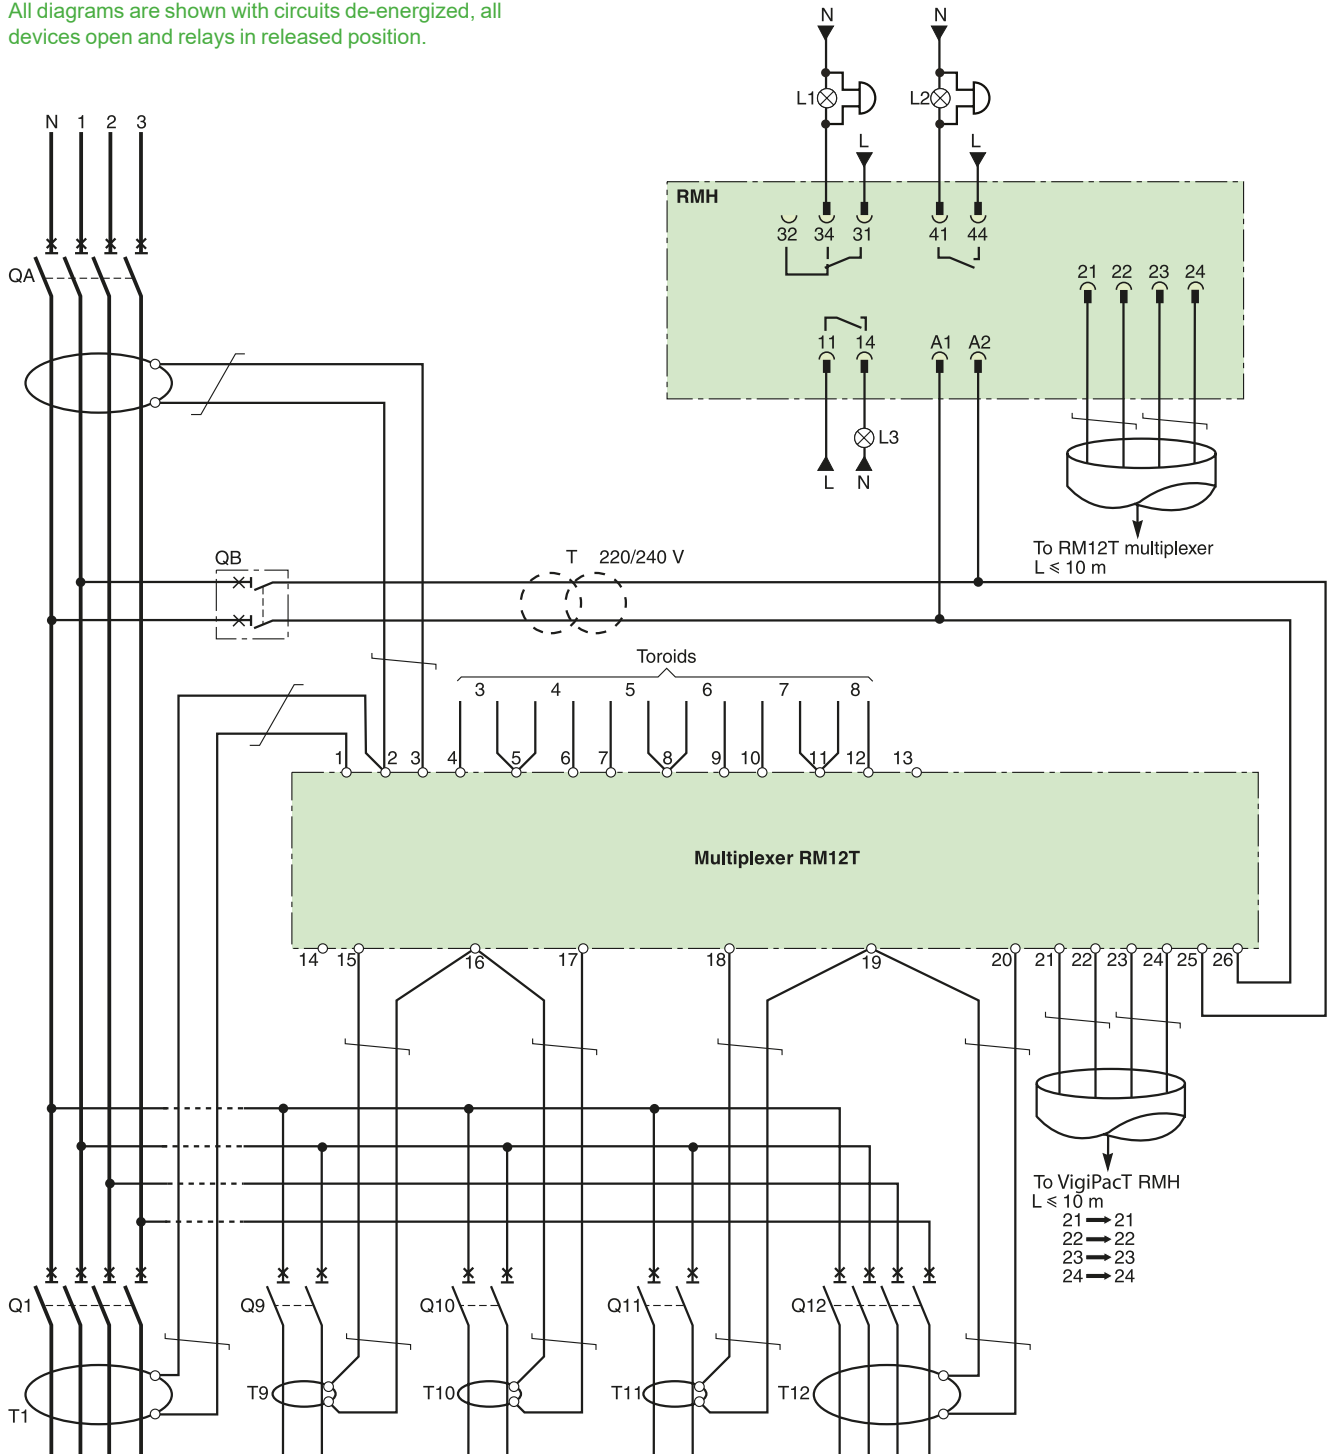 All diagrams are shown with circuits de-energized, all
devices open and relays in released position.
N N
L1 L2
N 1 2 3
L L
RMH
32 34 31 41 44
QA
21 22 23 24
11 14 A1 A2
L3
L N
To RM12T multiplexer
L ≤ 10 m
QB
T 220/240 V
Toroids
3 4 5 6 7 8
1 2 3 4 5 6 7 8 9 10 11 12 13
Multiplexer RM12T
14 15 16 17 18 19 20 21 22 23 24 25 26
To VigiPacT RMH
L ≤ 10 m
21 → 21
22 → 22
23 → 23
24 → 24
Q1 Q9 Q10 Q11 Q12
T1 T9 T10 T11 T12